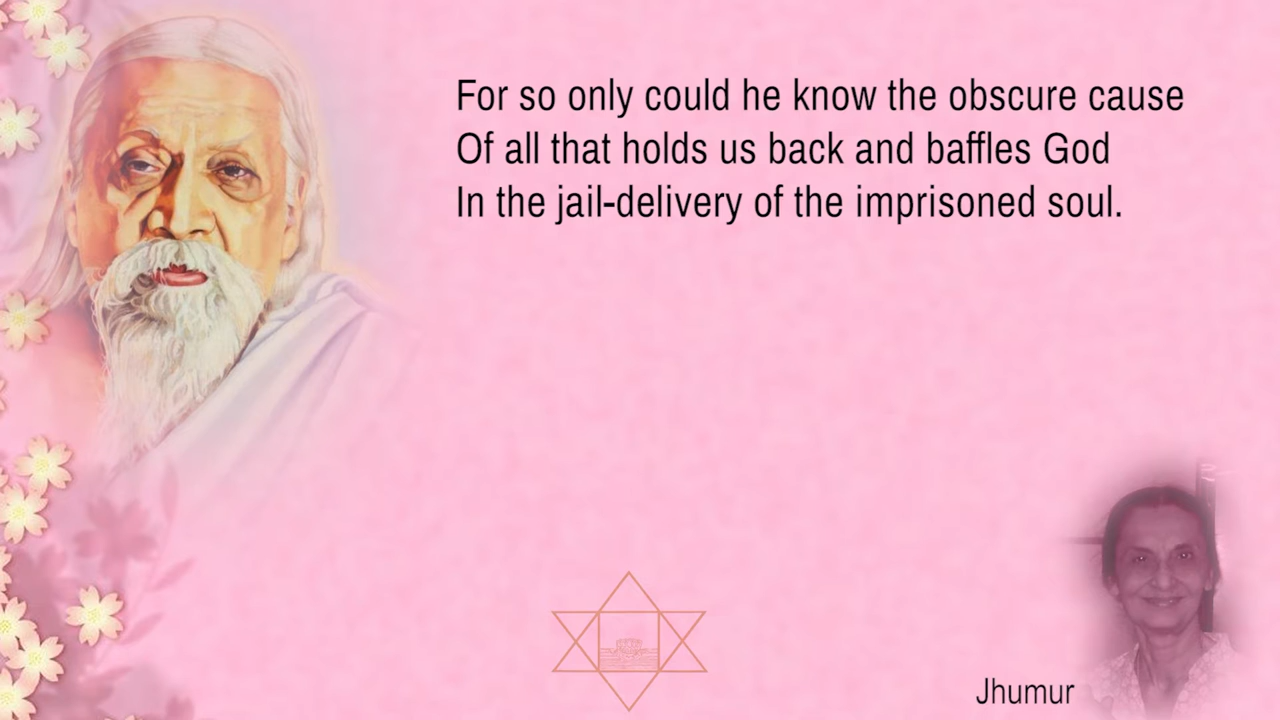 For so only could he know the obscure cause
Of all that holds us back and baffles God
In the jail-delivery of the imprisoned soul.
Jhumur